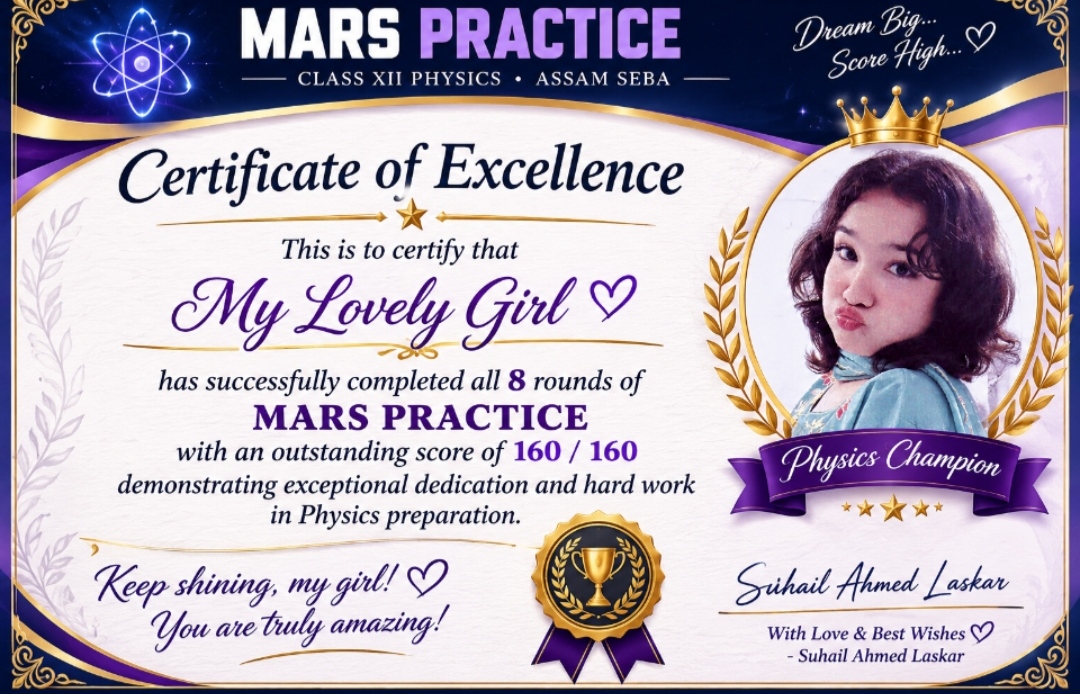 MARS PRACTICE
CLASS XII PHYSICS • ASSAM SEBA
Dream Big...
Score High... ♡
Certificate of Excellence
This is to certify that
My Lovely Girl ♡
has successfully completed all 8 rounds of
MARS PRACTICE
with an outstanding score of 160 / 160
demonstrating exceptional dedication and hard work
in Physics preparation.
Keep shining, my girl! ♡
You are truly amazing!
Physics Champion
Suhail Ahmed Laskar
With Love & Best Wishes ♡
- Suhail Ahmed Laskar